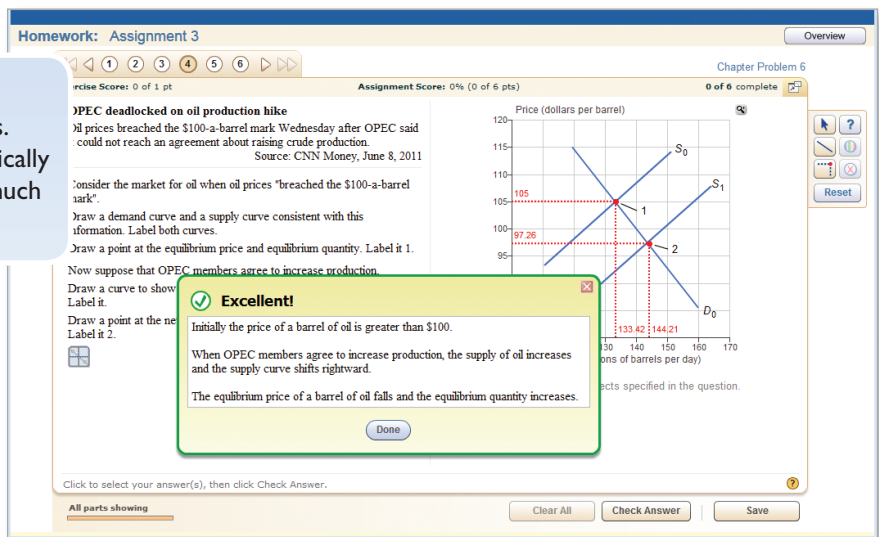 Homework: Assignment 3
Overview
1 2 3 4 5 6
Chapter Problem 6
Score: 0 of 1 pt
Assignment Score: 0% (0 of 6 pts)
0 of 6 complete
s.
ically
much
OPEC deadlocked on oil production hike
Oil prices breached the $100-a-barrel mark Wednesday after OPEC said
could not reach an agreement about raising crude production.
Source: CNN Money, June 8, 2011
Consider the market for oil when oil prices "breached the $100-a-barrel
mark".
Draw a demand curve and a supply curve consistent with this
information. Label both curves.
Draw a point at the equilibrium price and equilibrium quantity. Label it 1.
Now suppose that OPEC members agree to increase production.
Draw a curve to show
Label it.
Draw a point at the ne
Label it 2.
Price (dollars per barrel)
120
115
110
105
100
95
105
97.26
S0
S1
1
2
D0
133.42
144.21
130 140 150 160 170
ons of barrels per day)
ects specified in the question.
?
Reset
Excellent!
Initially the price of a barrel of oil is greater than $100.
When OPEC members agree to increase production, the supply of oil increases
and the supply curve shifts rightward.
The equlibrium price of a barrel of oil falls and the equilibrium quantity increases.
Done
Click to select your answer(s), then click Check Answer.
?
All parts showing
Clear All
Check Answer
Save